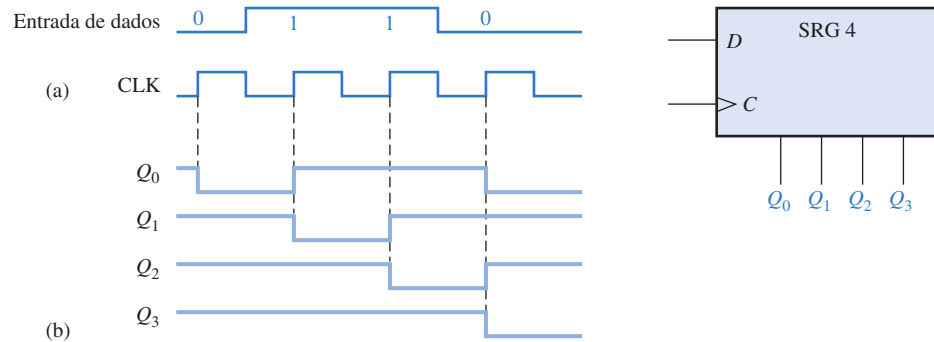 Entrada de dados 0 1 1 0
(a) CLK
Q0
Q1
Q2
Q3
(b)
SRG 4
D
C
Q0 Q1 Q2 Q3